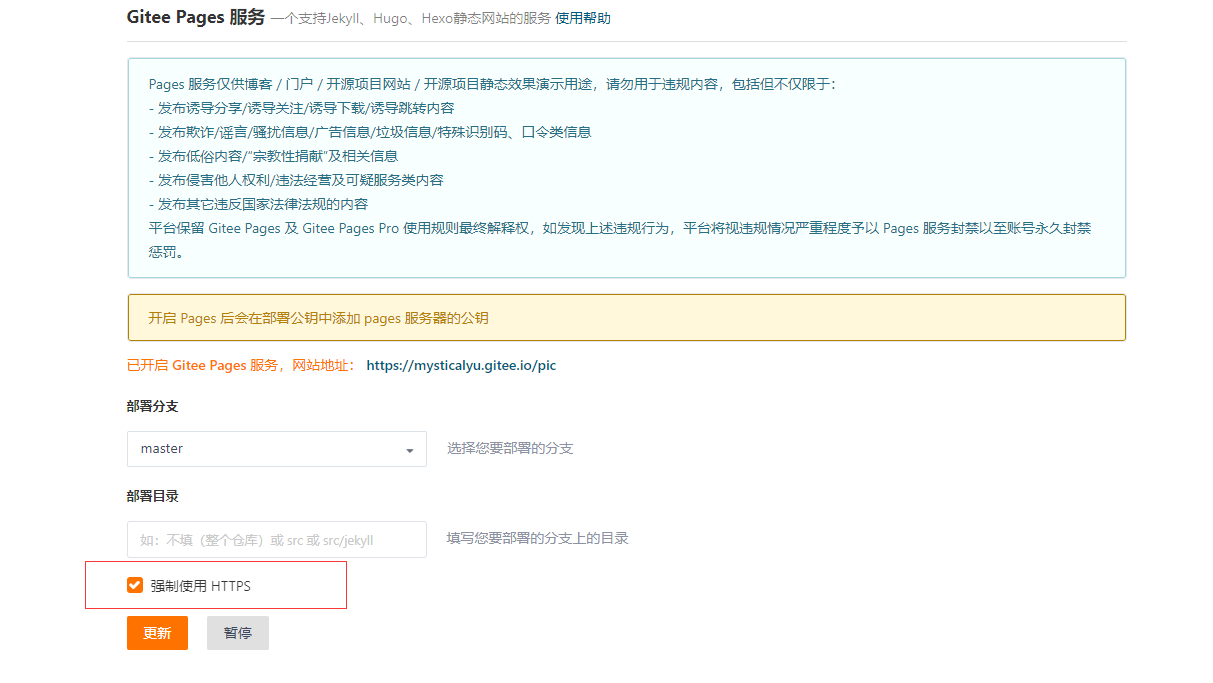 Gitee Pages 服务 —个支持Jekyll、Hugo、Hexo静态网站的服务 使用帮助
Pages 服务仅供博客 / 门户 / 开源项目网站 / 开源项目静态效果演示用途，请勿用于违规内容，包括但不仅限于：
- 发布诱导分享/诱导关注/诱导下载/诱导跳转内容
- 发布欺诈/谣言/骚扰信息/广告信息/垃圾信息/特殊识别码、口令类信息
- 发布低俗内容/“宗教性捐献”及相关信息
- 发布侵害他人权利/违法经营及可疑服务类内容
- 发布其它违反国家法律法规的内容
平台保留 Gitee Pages 及 Gitee Pages Pro 使用规则最终解释权，如发现上述违规行为，平台将视违规情况严重程度予以 Pages 服务封禁以至账号永久封禁
惩罚。
开启 Pages 后会在部署公钥中添加 pages 服务器的公钥
已开启 Gitee Pages 服务，网站地址： https://mysticalyu.gitee.io/pic
部署分支
master 选择您要部署的分支
部署目录
如：不填（整个仓库）或 src 或 src/jekyll 填写您要部署的分支上的目录
强制使用 HTTPS
更新 暂停